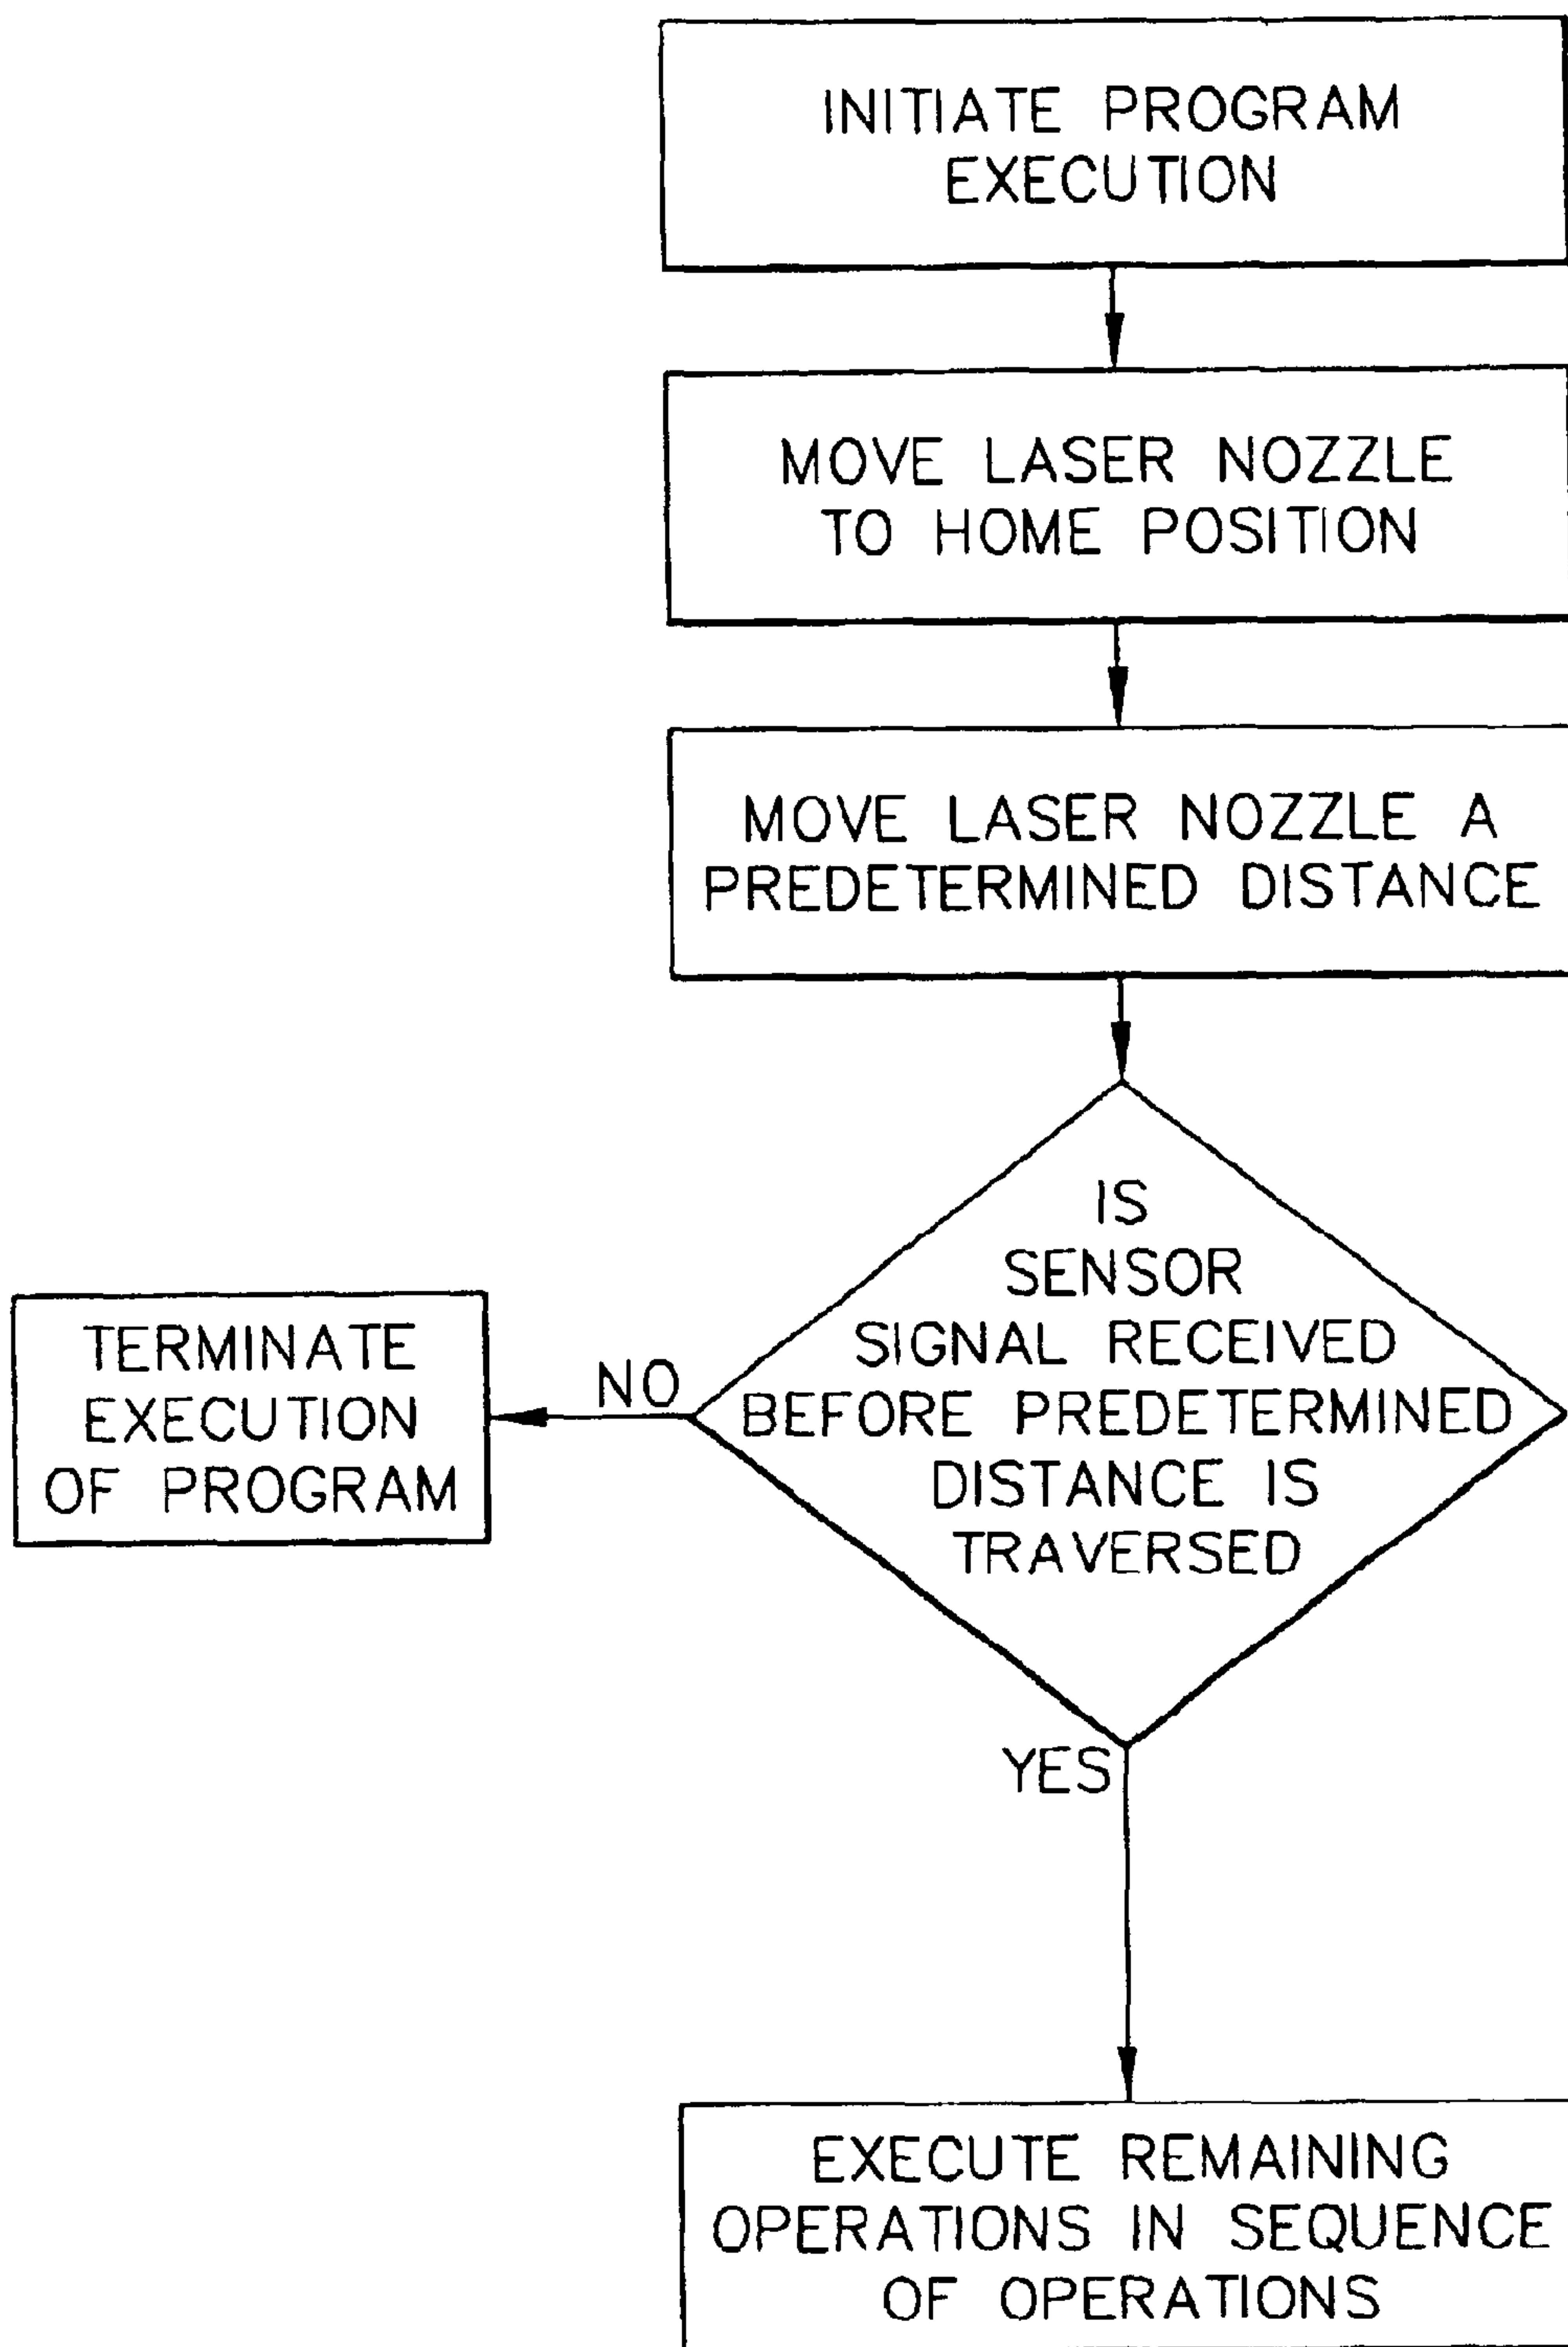 INITIATE PROGRAM
EXECUTION
MOVE LASER NOZZLE
TO HOME POSITION
MOVE LASER NOZZLE A
PREDETERMINED DISTANCE
IS
SENSOR
SIGNAL RECEIVED
BEFORE PREDETERMINED
DISTANCE IS
TRAVERSED
NO
TERMINATE
EXECUTION
OF PROGRAM
YES
EXECUTE REMAINING
OPERATIONS IN SEQUENCE
OF OPERATIONS